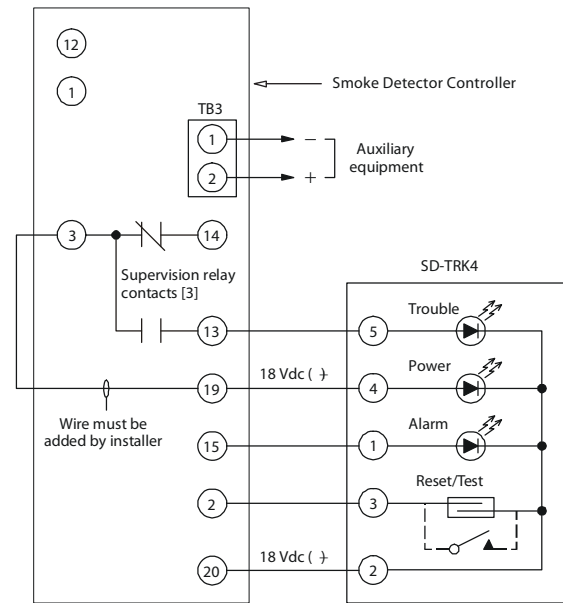 12
1
Smoke Detector Controller
TB3
1
2
−
+
Auxiliary
equipment
3
14
Supervision relay
contacts [3]
13
19
Wire must be
added by installer
15
2
20
18 Vdc ( )
18 Vdc ( )
SD-TRK4
5
Trouble
4
Power
1
Alarm
3
Reset/Test
2